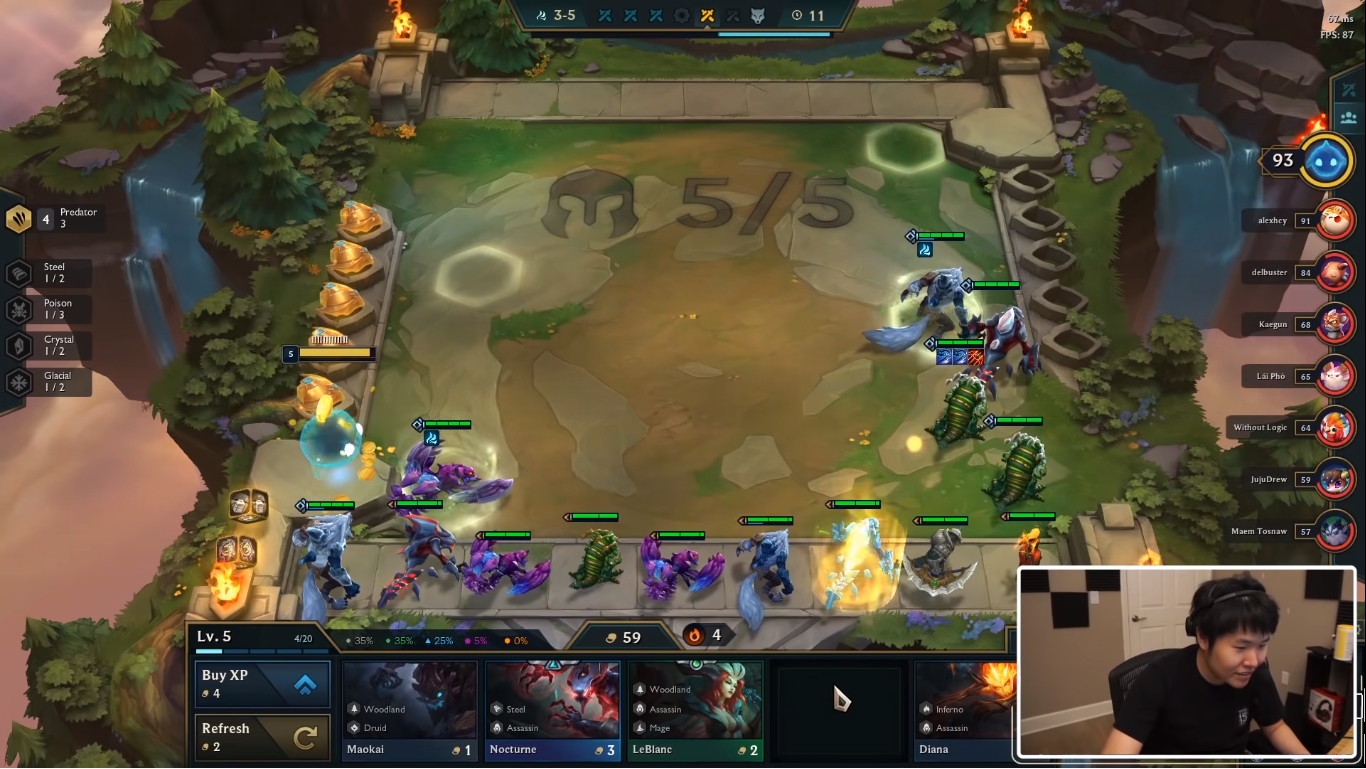 3-5
11
67 ms
FPS: 87
5/5
93
4
Predator
3
alexhcy 91
Steel
1 / 2
delbuster 84
Poison
1 / 3
Kaegun 68
Crystal
1 / 2
Glacial
1 / 2
5
Lãi Phò 65
Without Logic 64
JujuDrew 59
Maem Tosnaw 57
Lv. 5
4/20
35%
35%
25%
5%
0%
59
4
Buy XP
4
Refresh
2
Woodland
Druid
Maokai 1
Steel
Assassin
Nocturne 3
Woodland
Assassin
Mage
LeBlanc 2
Inferno
Assassin
Diana